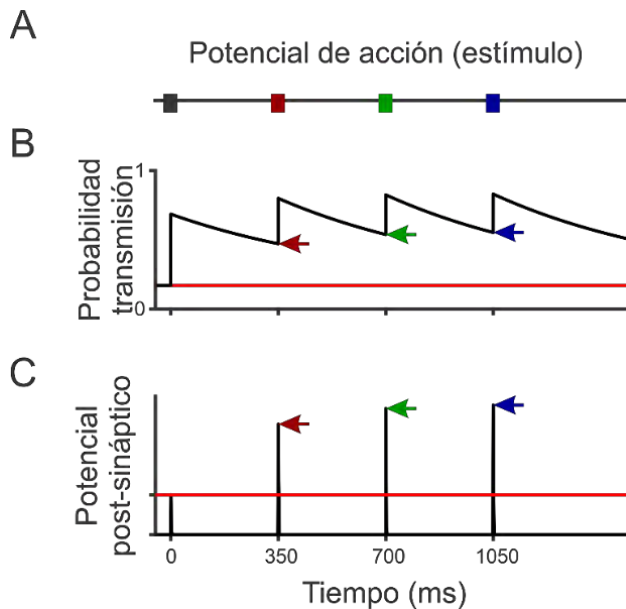 A
Potencial de acción (estímulo)
B
Probabilidad
transmisión
1
0
C
Potencial
post-sináptico
0 350 700 1050
Tiempo (ms)